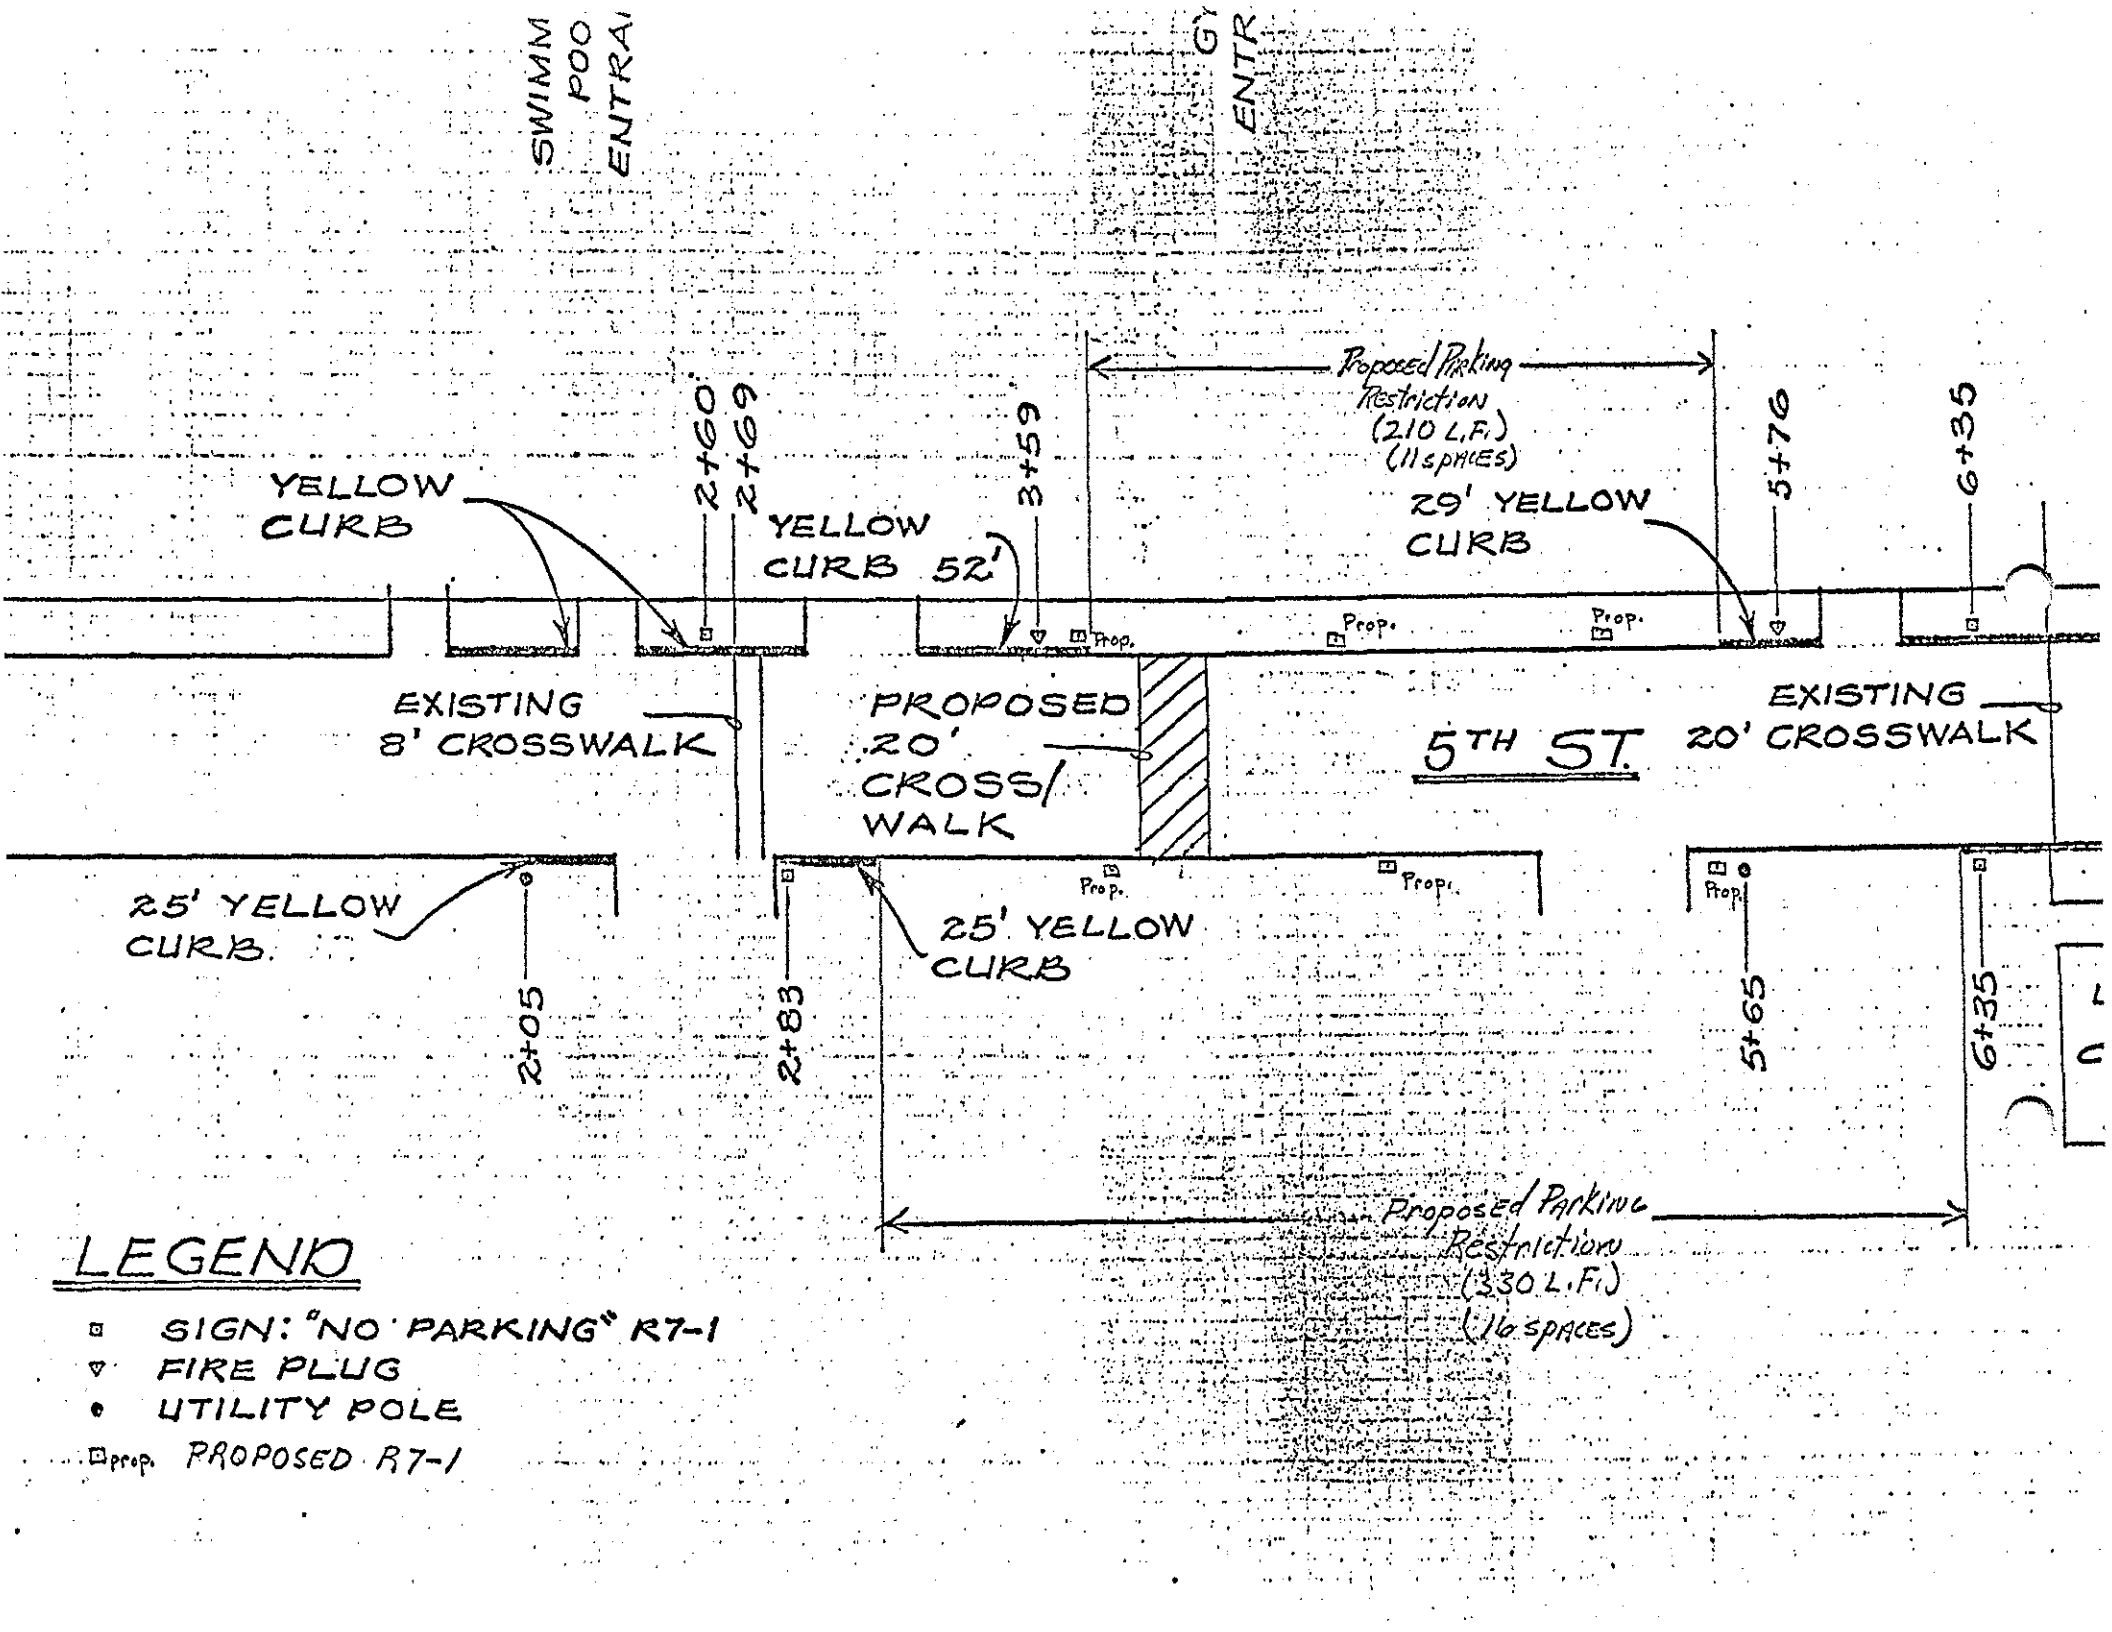 SWIMM
POO
ENTRA
ENTR
Proposed Parking
Restriction
(210 L.F.)
(11 SPACES)
2+60
2+69
3+59
5+76
6+35
YELLOW
CURB
YELLOW
CURB 52'
29' YELLOW
CURB
Prop.
Prop.
Prop.
EXISTING
8' CROSSWALK
PROPOSED
20'
CROSS/
WALK
5TH ST.
EXISTING
20' CROSSWALK
Prop.
Prop.
Prop.
25' YELLOW
CURB
25' YELLOW
CURB
2+05
2+83
5+65
6+35
L
C
Proposed Parking
Restriction
(330 L.F.)
(16 SPACES)
LEGEND
SIGN: "NO PARKING" R7-1
FIRE PLUG
UTILITY POLE
prop. PROPOSED R7-1